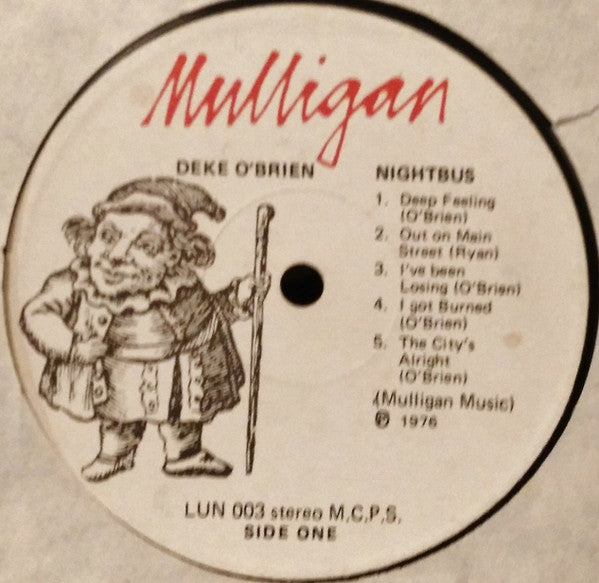 Mulligan
DEKE O'BRIEN
NIGHTBUS
1. Deep Feeling
(O'Brien)
2. Out on Main
Street (Ryan)
3. I've been
Losing (O'Brien)
4. I got Burned
(O'Brien)
5. The City's
Alright
(O'Brien)
(Mulligan Music)
℗ 1976
LUN 003 stereo M,C,P,S,
SIDE ONE